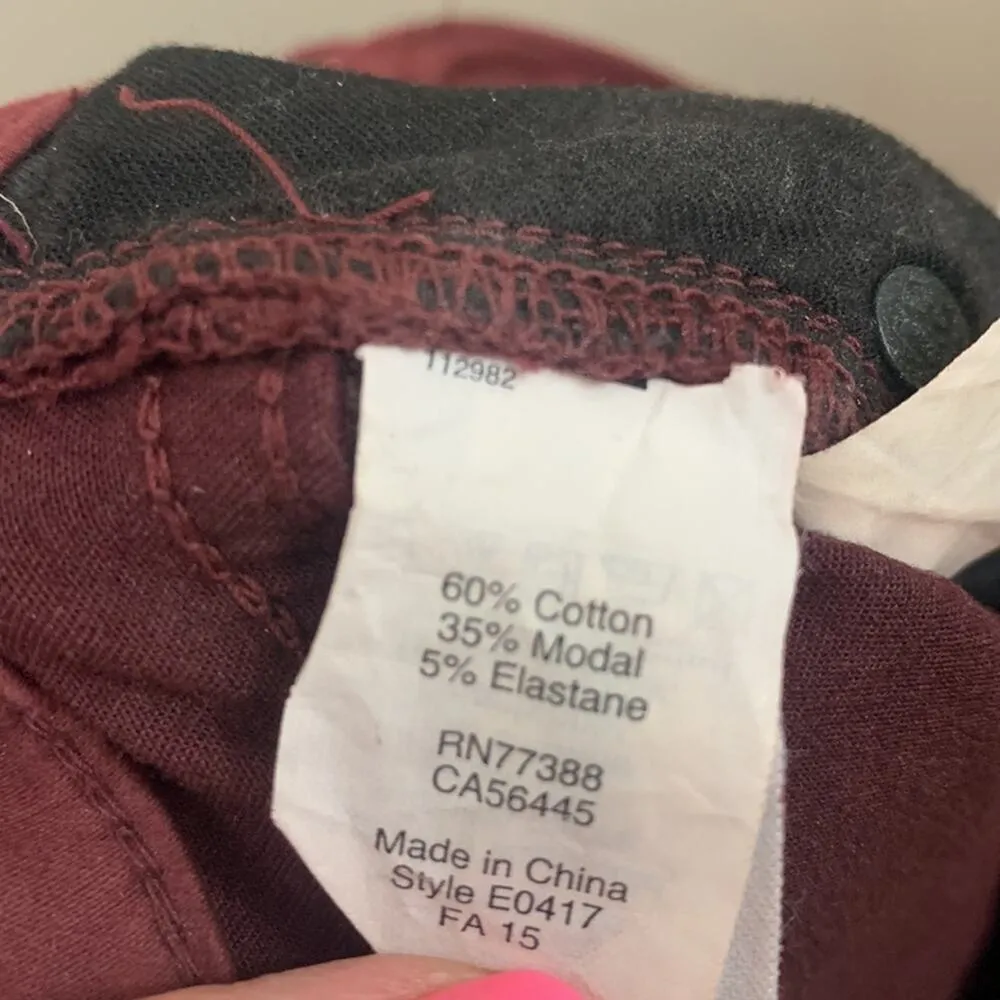 112982
60% Cotton
35% Modal
5% Elastane
RN77388
CA56445
Made in China
Style E0417
FA 15